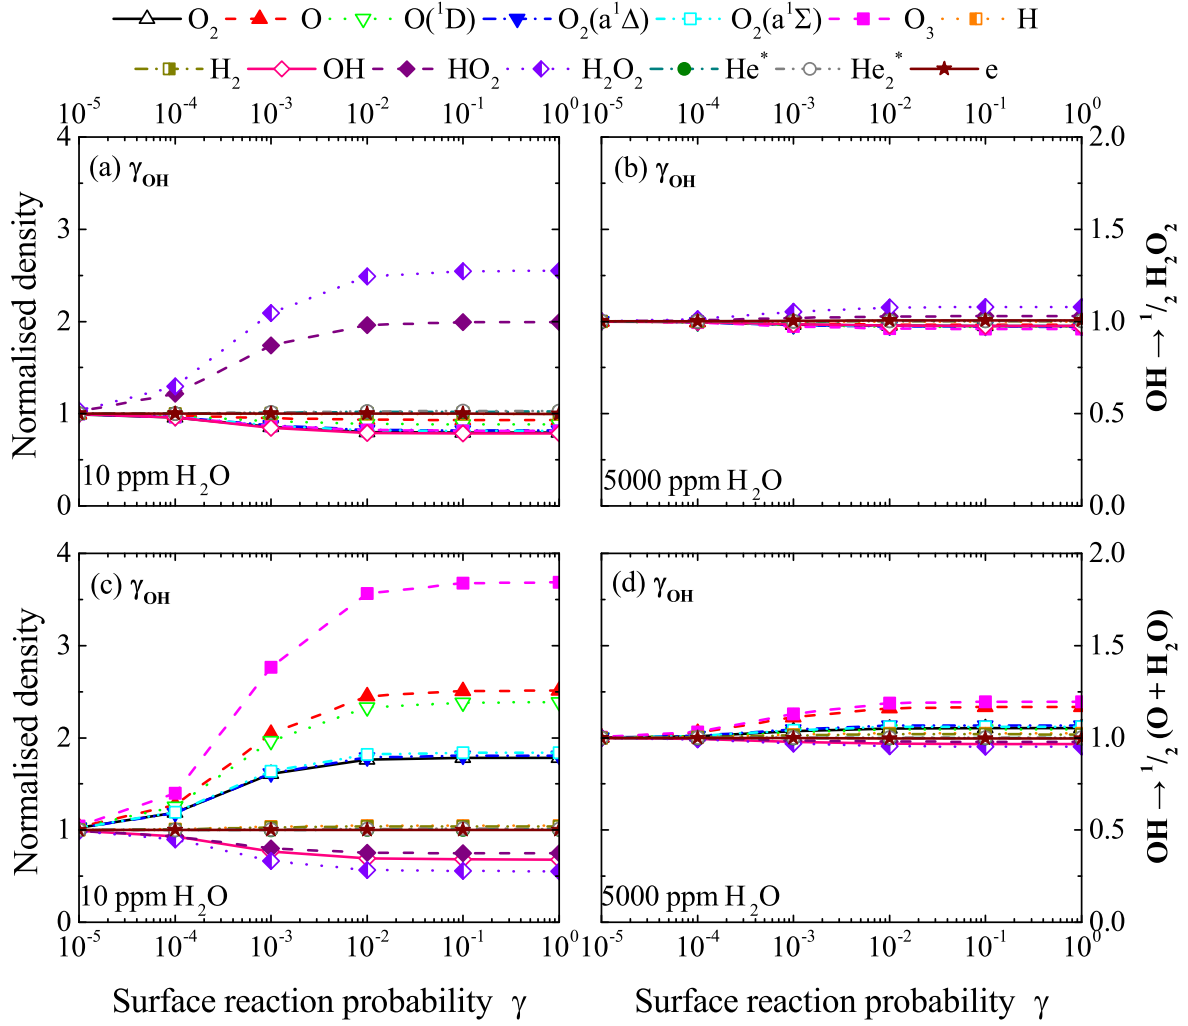 O₂ O O(¹D) O₂(a¹Δ) O₂(a¹Σ) O₃ H
H₂ OH HO₂ H₂O₂ He* He₂* e
10⁻⁵ 10⁻⁴ 10⁻³ 10⁻² 10⁻¹ 10⁰ 10⁻⁵ 10⁻⁴ 10⁻³ 10⁻² 10⁻¹ 10⁰
(a) γOH
4
3
2
1
0
Normalised density
10 ppm H₂O
(b) γOH
2.0
1.5
1.0
0.5
0.0
OH → ¹/₂ H₂O₂
5000 ppm H₂O
(c) γOH
4
3
2
1
0
Normalised density
10 ppm H₂O
(d) γOH
2.0
1.5
1.0
0.5
0.0
OH → ¹/₂ (O + H₂O)
5000 ppm H₂O
10⁻⁵ 10⁻⁴ 10⁻³ 10⁻² 10⁻¹ 10⁰ 10⁻⁵ 10⁻⁴ 10⁻³ 10⁻² 10⁻¹ 10⁰
Surface reaction probability γ Surface reaction probability γ